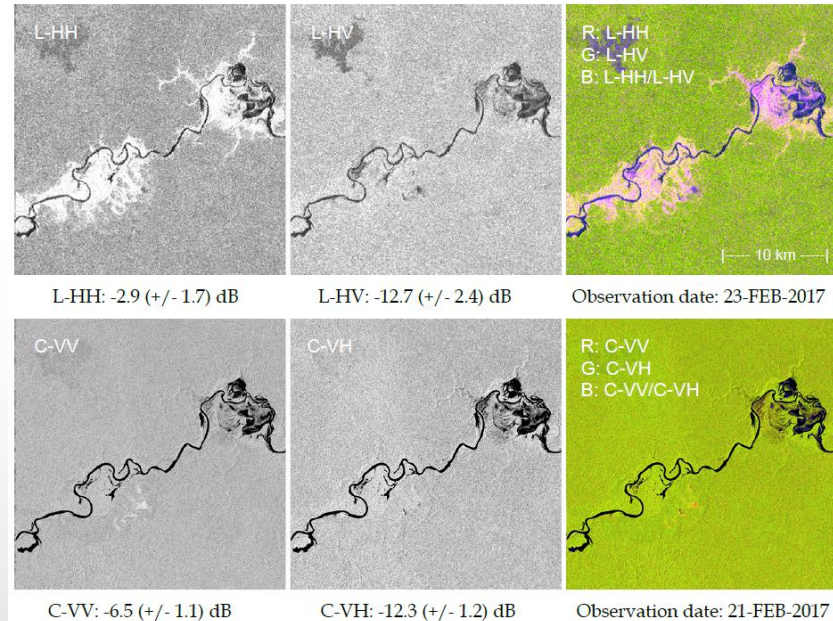 L-HH
L-HV
R: L-HH
G: L-HV
B: L-HH/L-HV
10 km
L-HH: -2.9 (+/- 1.7) dB
L-HV: -12.7 (+/- 2.4) dB
Observation date: 23-FEB-2017
C-VV
C-VH
R: C-VV
G: C-VH
B: C-VV/C-VH
C-VV: -6.5 (+/- 1.1) dB
C-VH: -12.3 (+/- 1.2) dB
Observation date: 21-FEB-2017